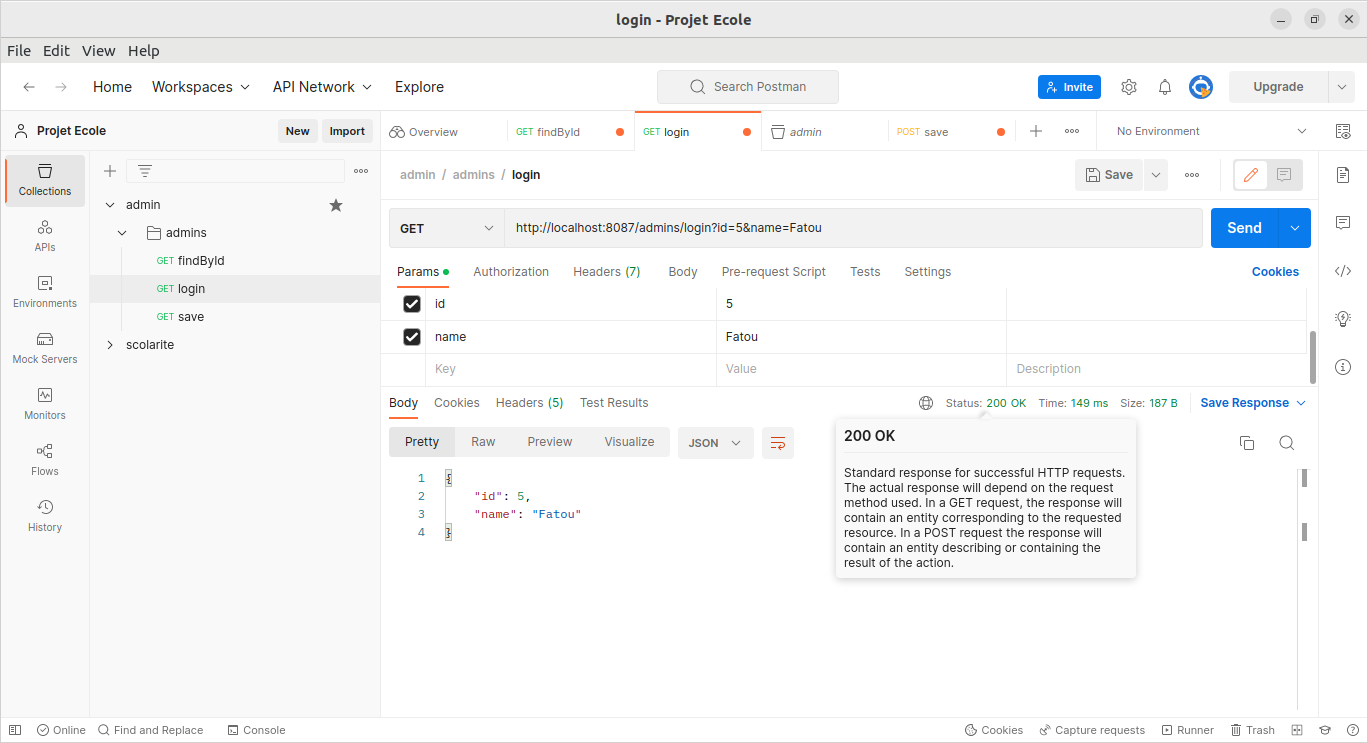 login - Projet Ecole
File Edit View Help
Home Workspaces API Network Explore Search Postman Invite Upgrade
Projet Ecole New Import Overview GET findById GET login admin POST save No Environment
Collections
APIs
Environments
Mock Servers
Monitors
Flows
History
admin
admins
GET findById
GET login
GET save
scolarite
admin / admins / login Save
GET http://localhost:8087/admins/login?id=5&name=Fatou Send
Params Authorization Headers (7) Body Pre-request Script Tests Settings Cookies
id 5
name Fatou
Key Value Description
Body Cookies Headers (5) Test Results Status: 200 OK Time: 149 ms Size: 187 B Save Response
Pretty Raw Preview Visualize JSON
1 {
2 "id": 5,
3 "name": "Fatou"
4 }
200 OK
Standard response for successful HTTP requests.
The actual response will depend on the request
method used. In a GET request, the response will
contain an entity corresponding to the requested
resource. In a POST request the response will
contain an entity describing or containing the
result of the action.
Online Find and Replace Console Cookies Capture requests Runner Trash